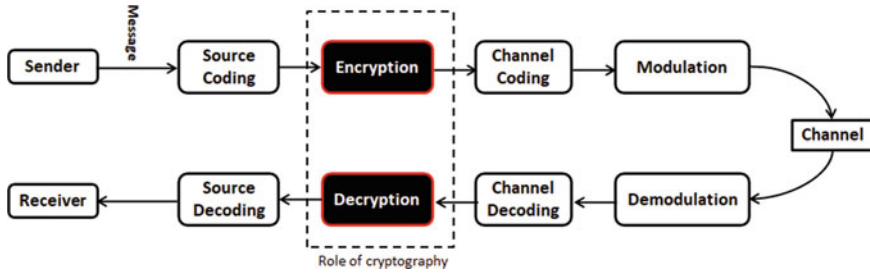 Message
Sender
Source
Coding
Encryption
Channel
Coding
Modulation
Channel
Receiver
Source
Decoding
Decryption
Channel
Decoding
Demodulation
Role of cryptography